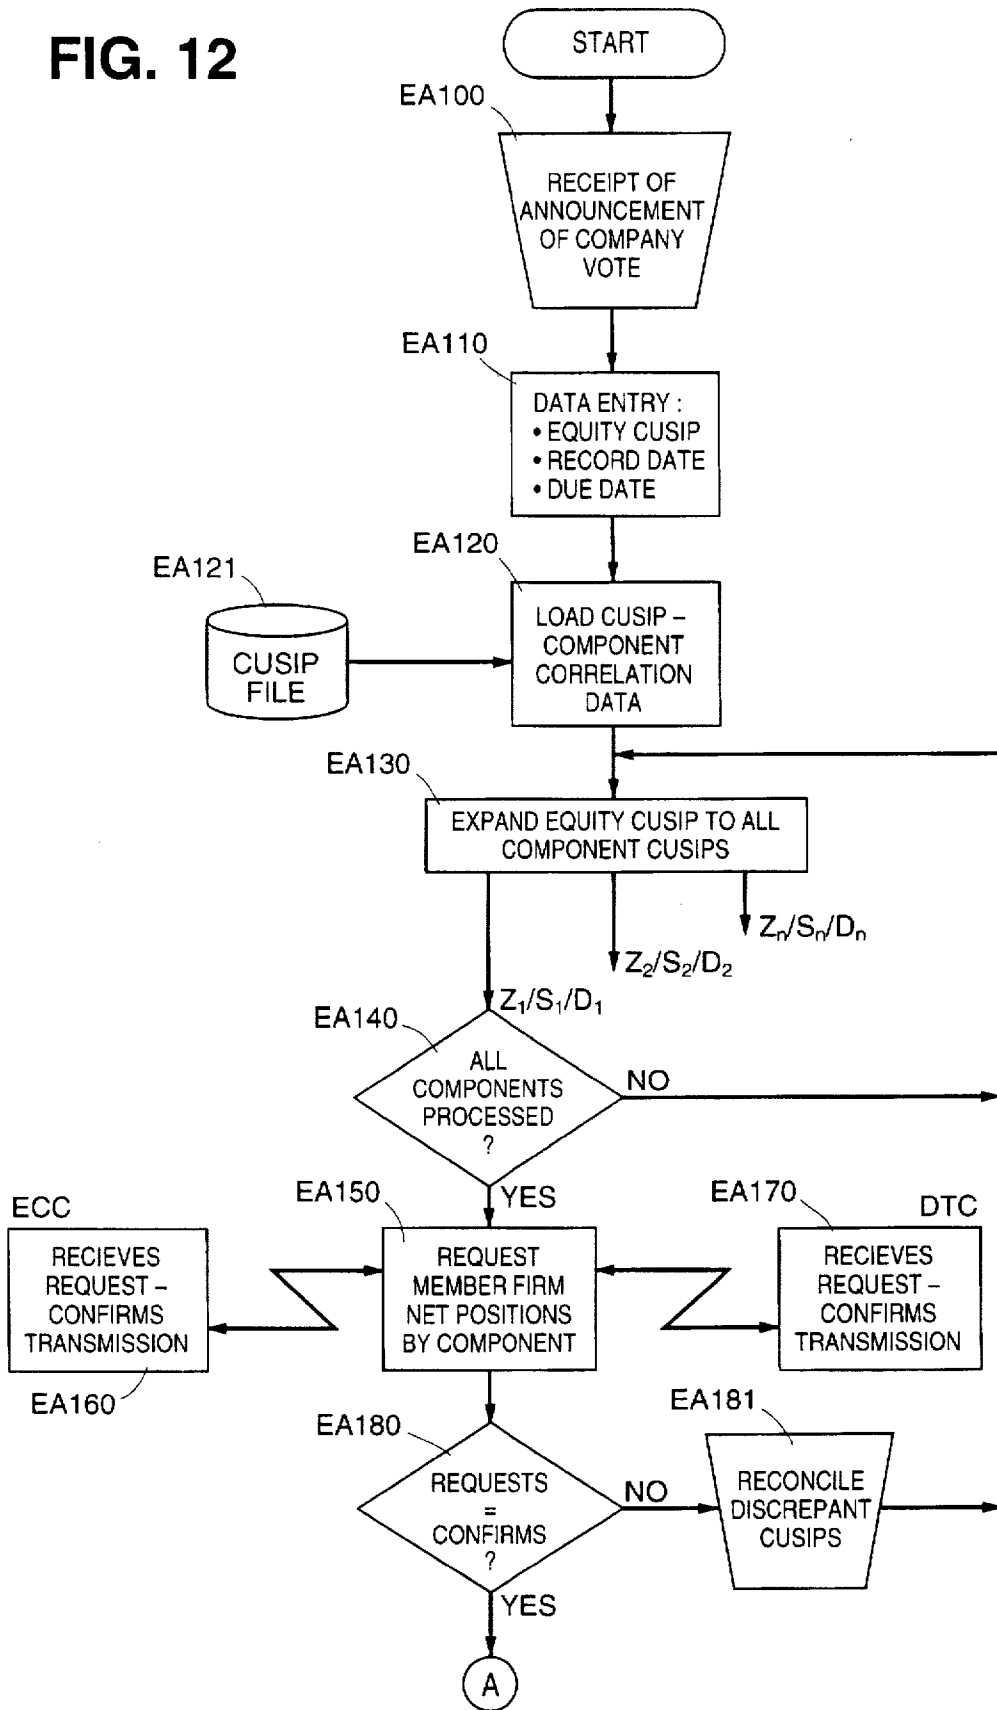 FIG. 12
START
EA100
RECEIPT OF
ANNOUNCEMENT
OF COMPANY
VOTE
EA110
DATA ENTRY :
• EQUITY CUSIP
• RECORD DATE
• DUE DATE
EA120
EA121
CUSIP
FILE
LOAD CUSIP –
COMPONENT
CORRELATION
DATA
EA130
EXPAND EQUITY CUSIP TO ALL
COMPONENT CUSIPS
Zn/Sn/Dn
Z2/S2/D2
Z1/S1/D1
EA140
ALL
COMPONENTS
PROCESSED
?
NO
YES
ECC
EA150
EA170
DTC
RECIEVES
REQUEST –
CONFIRMS
TRANSMISSION
EA160
REQUEST
MEMBER FIRM
NET POSITIONS
BY COMPONENT
RECIEVES
REQUEST –
CONFIRMS
TRANSMISSION
EA180
REQUESTS
=
CONFIRMS
?
NO
EA181
RECONCILE
DISCREPANT
CUSIPS
YES
A